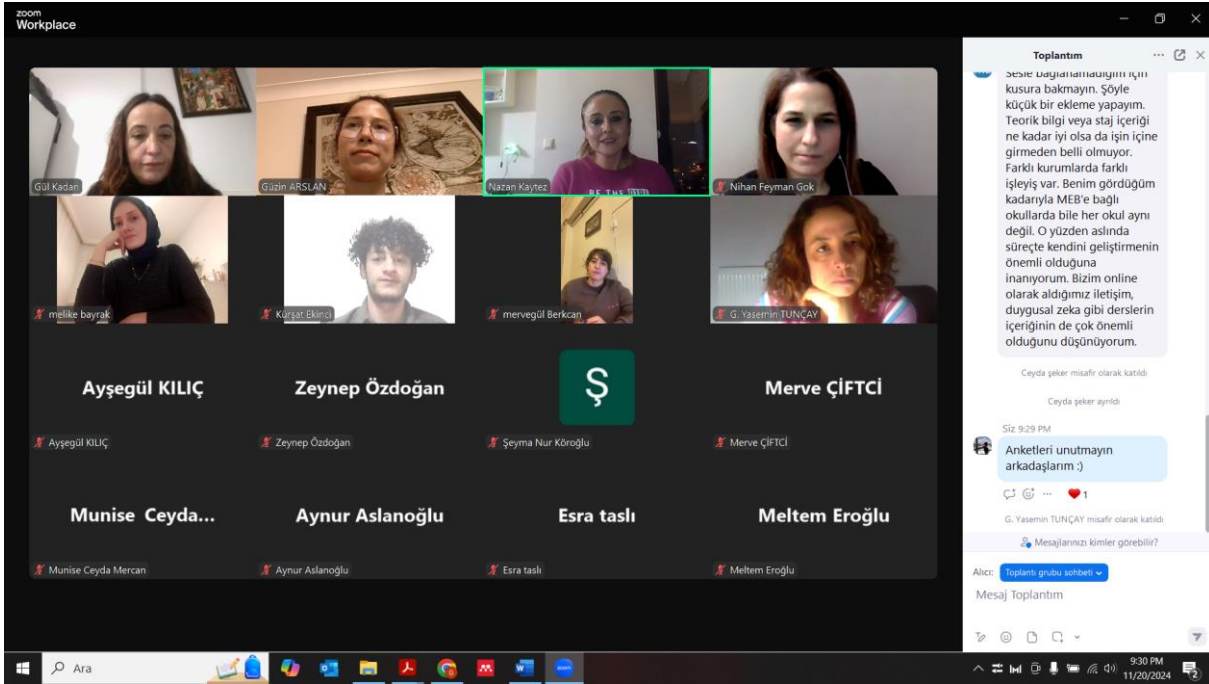 zoom
Workplace
Toplantım
Gül Kadan
Güzin ARSLAN
Nazan Kaytez
BE THE
Nihan Feyman Gok
melike bayrak
Kürşat Ekinci
mervegül Berkcan
G. Yasemin TUNÇAY
Ayşegül KILIÇ
Zeynep Özdoğan
Ş
Merve ÇİFTCİ
Ayşegül KILIÇ
Zeynep Özdoğan
Şeyma Nur Köroğlu
Merve ÇİFTCİ
Munise Ceyda...
Aynur Aslanoğlu
Esra taslı
Meltem Eroğlu
Munise Ceyda Mercan
Aynur Aslanoğlu
Esra taslı
Meltem Eroğlu
Sesle bağlanamadığım için
kusura bakmayın. Şöyle
küçük bir ekleme yapayım.
Teorik bilgi veya staj içeriği
ne kadar iyi olsa da işin içine
girmeden belli olmuyor.
Farklı kurumlarda farklı
işleyiş var. Benim gördüğüm
kadarıyla MEB'e bağlı
okullarda bile her okul aynı
değil. O yüzden aslında
süreçte kendini geliştirmenin
önemli olduğuna
inanıyorum. Bizim online
olarak aldığımız iletişim,
duygusal zeka gibi derslerin
içeriğinin de çok önemli
olduğunu düşünüyorum.
Ceyda şeker misafir olarak katıldı
Ceyda şeker ayrıldı
Siz 9:29 PM
Anketleri unutmayın
arkadaşlarım :)
1
G. Yasemin TUNÇAY misafir olarak katıldı
Mesajlarınızı kimler görebilir?
Alıcı: Toplantı grubu sohbeti
Mesaj Toplantım
Ara
9:30 PM
11/20/2024
2